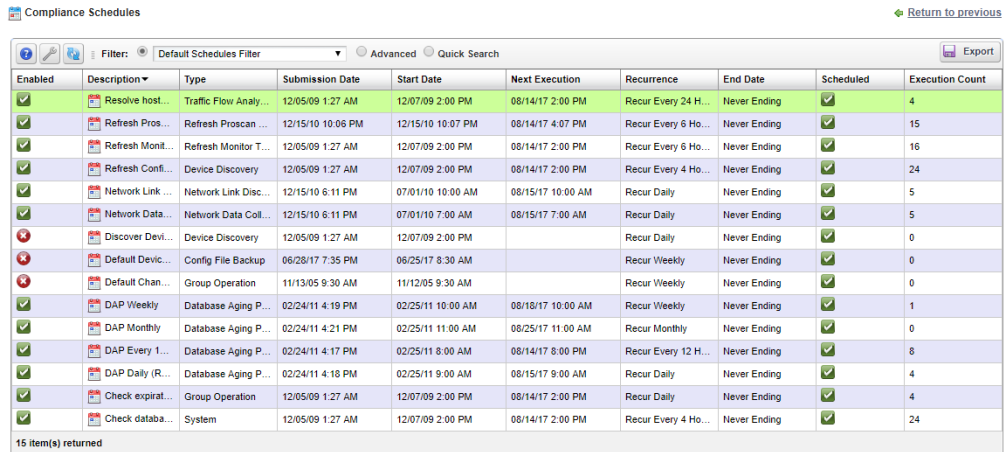 Compliance Schedules
Return to previous
Filter: Default Schedules Filter Advanced Quick Search Export
Enabled Description Type Submission Date Start Date Next Execution Recurrence End Date Scheduled Execution Count
Resolve host... Traffic Flow Analy... 12/05/09 1:27 AM 12/07/09 2:00 PM 08/14/17 2:00 PM Recur Every 24 H... Never Ending 4
Refresh Pros... Refresh Proscan ... 12/15/10 10:06 PM 12/15/10 10:07 PM 08/14/17 4:07 PM Recur Every 6 Ho... Never Ending 15
Refresh Monit... Refresh Monitor T... 12/05/09 1:27 AM 12/07/09 2:00 PM 08/14/17 2:00 PM Recur Every 6 Ho... Never Ending 16
Refresh Confi... Device Discovery 12/05/09 1:27 AM 12/07/09 2:00 PM 08/14/17 2:00 PM Recur Every 4 Ho... Never Ending 24
Network Link ... Network Link Disc... 12/15/10 6:11 PM 07/01/10 10:00 AM 08/15/17 10:00 AM Recur Daily Never Ending 5
Network Data... Network Data Coll... 12/15/10 6:11 PM 07/01/10 7:00 AM 08/15/17 7:00 AM Recur Daily Never Ending 5
Discover Devi... Device Discovery 12/05/09 1:27 AM 12/07/09 2:00 PM Recur Daily Never Ending 0
Default Devic... Config File Backup 06/28/17 7:35 PM 06/25/17 8:30 AM Recur Weekly Never Ending 0
Default Chan... Group Operation 11/13/05 9:30 AM 11/12/05 9:30 AM Recur Weekly Never Ending 0
DAP Weekly Database Aging P... 02/24/11 4:19 PM 02/25/11 10:00 AM 08/18/17 10:00 AM Recur Weekly Never Ending 1
DAP Monthly Database Aging P... 02/24/11 4:21 PM 02/25/11 11:00 AM 08/25/17 11:00 AM Recur Monthly Never Ending 0
DAP Every 1... Database Aging P... 02/24/11 4:17 PM 02/25/11 8:00 AM 08/14/17 8:00 PM Recur Every 12 H... Never Ending 8
DAP Daily (R... Database Aging P... 02/24/11 4:18 PM 02/25/11 9:00 AM 08/15/17 9:00 AM Recur Daily Never Ending 4
Check expirat... Group Operation 12/05/09 1:27 AM 12/07/09 2:00 PM 08/14/17 2:00 PM Recur Daily Never Ending 4
Check databa... System 12/05/09 1:27 AM 12/07/09 2:00 PM 08/14/17 2:00 PM Recur Every 4 Ho... Never Ending 24
15 item(s) returned